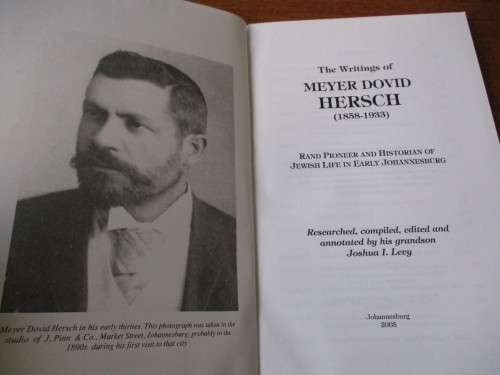 Meyer Dovid Hersch in his early thirties. This photograph was taken in the
studio of J. Pinn & Co., Market Street, Johannesburg, probably in the
1890s. during his first visit to that city
The Writings of
MEYER DOVID
HERSCH
(1858-1933)
RAND PIONEER AND HISTORIAN OF
JEWISH LIFE IN EARLY JOHANNESBURG
Researched, compiled, edited and
annotated by his grandson
Joshua I. Levy
Johannesburg
2005